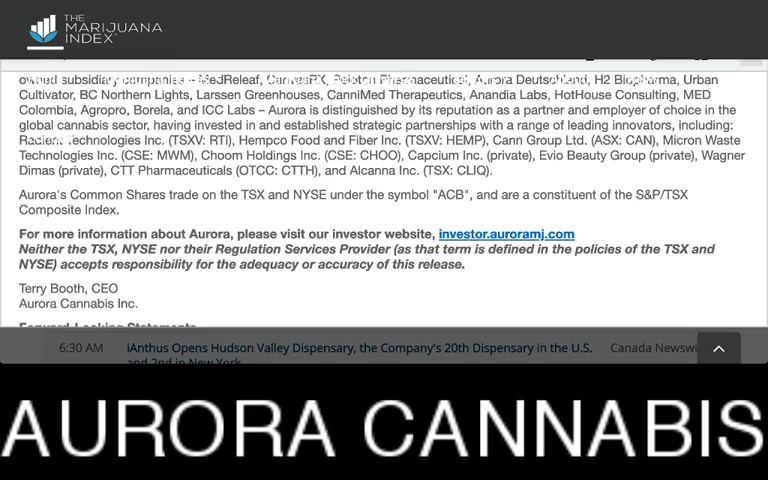 THE
MARIJUANA
INDEX
owned subsidiary companies – MedReleaf, CanvasRX, Peloton Pharmaceutical, Aurora Deutschland, H2 Biopharma, Urban
Cultivator, BC Northern Lights, Larssen Greenhouses, CanniMed Therapeutics, Anandia Labs, HotHouse Consulting, MED
Colombia, Agropro, Borela, and ICC Labs – Aurora is distinguished by its reputation as a partner and employer of choice in the
global cannabis sector, having invested in and established strategic partnerships with a range of leading innovators, including:
Radient Technologies Inc. (TSXV: RTI), Hempco Food and Fiber Inc. (TSXV: HEMP), Cann Group Ltd. (ASX: CAN), Micron Waste
Technologies Inc. (CSE: MWM), Choom Holdings Inc. (CSE: CHOO), Capcium Inc. (private), Evio Beauty Group (private), Wagner
Dimas (private), CTT Pharmaceuticals (OTCC: CTTH), and Alcanna Inc. (TSX: CLIQ).
Aurora's Common Shares trade on the TSX and NYSE under the symbol "ACB", and are a constituent of the S&P/TSX
Composite Index.
For more information about Aurora, please visit our investor website, investor.auroramj.com
Neither the TSX, NYSE nor their Regulation Services Provider (as that term is defined in the policies of the TSX and
NYSE) accepts responsibility for the adequacy or accuracy of this release.
Terry Booth, CEO
Aurora Cannabis Inc.
Forward-Looking Statements
6:30 AM iAnthus Opens Hudson Valley Dispensary, the Company's 20th Dispensary in the U.S. Canada Newswi
and 2nd in New York
AURORA CANNABIS